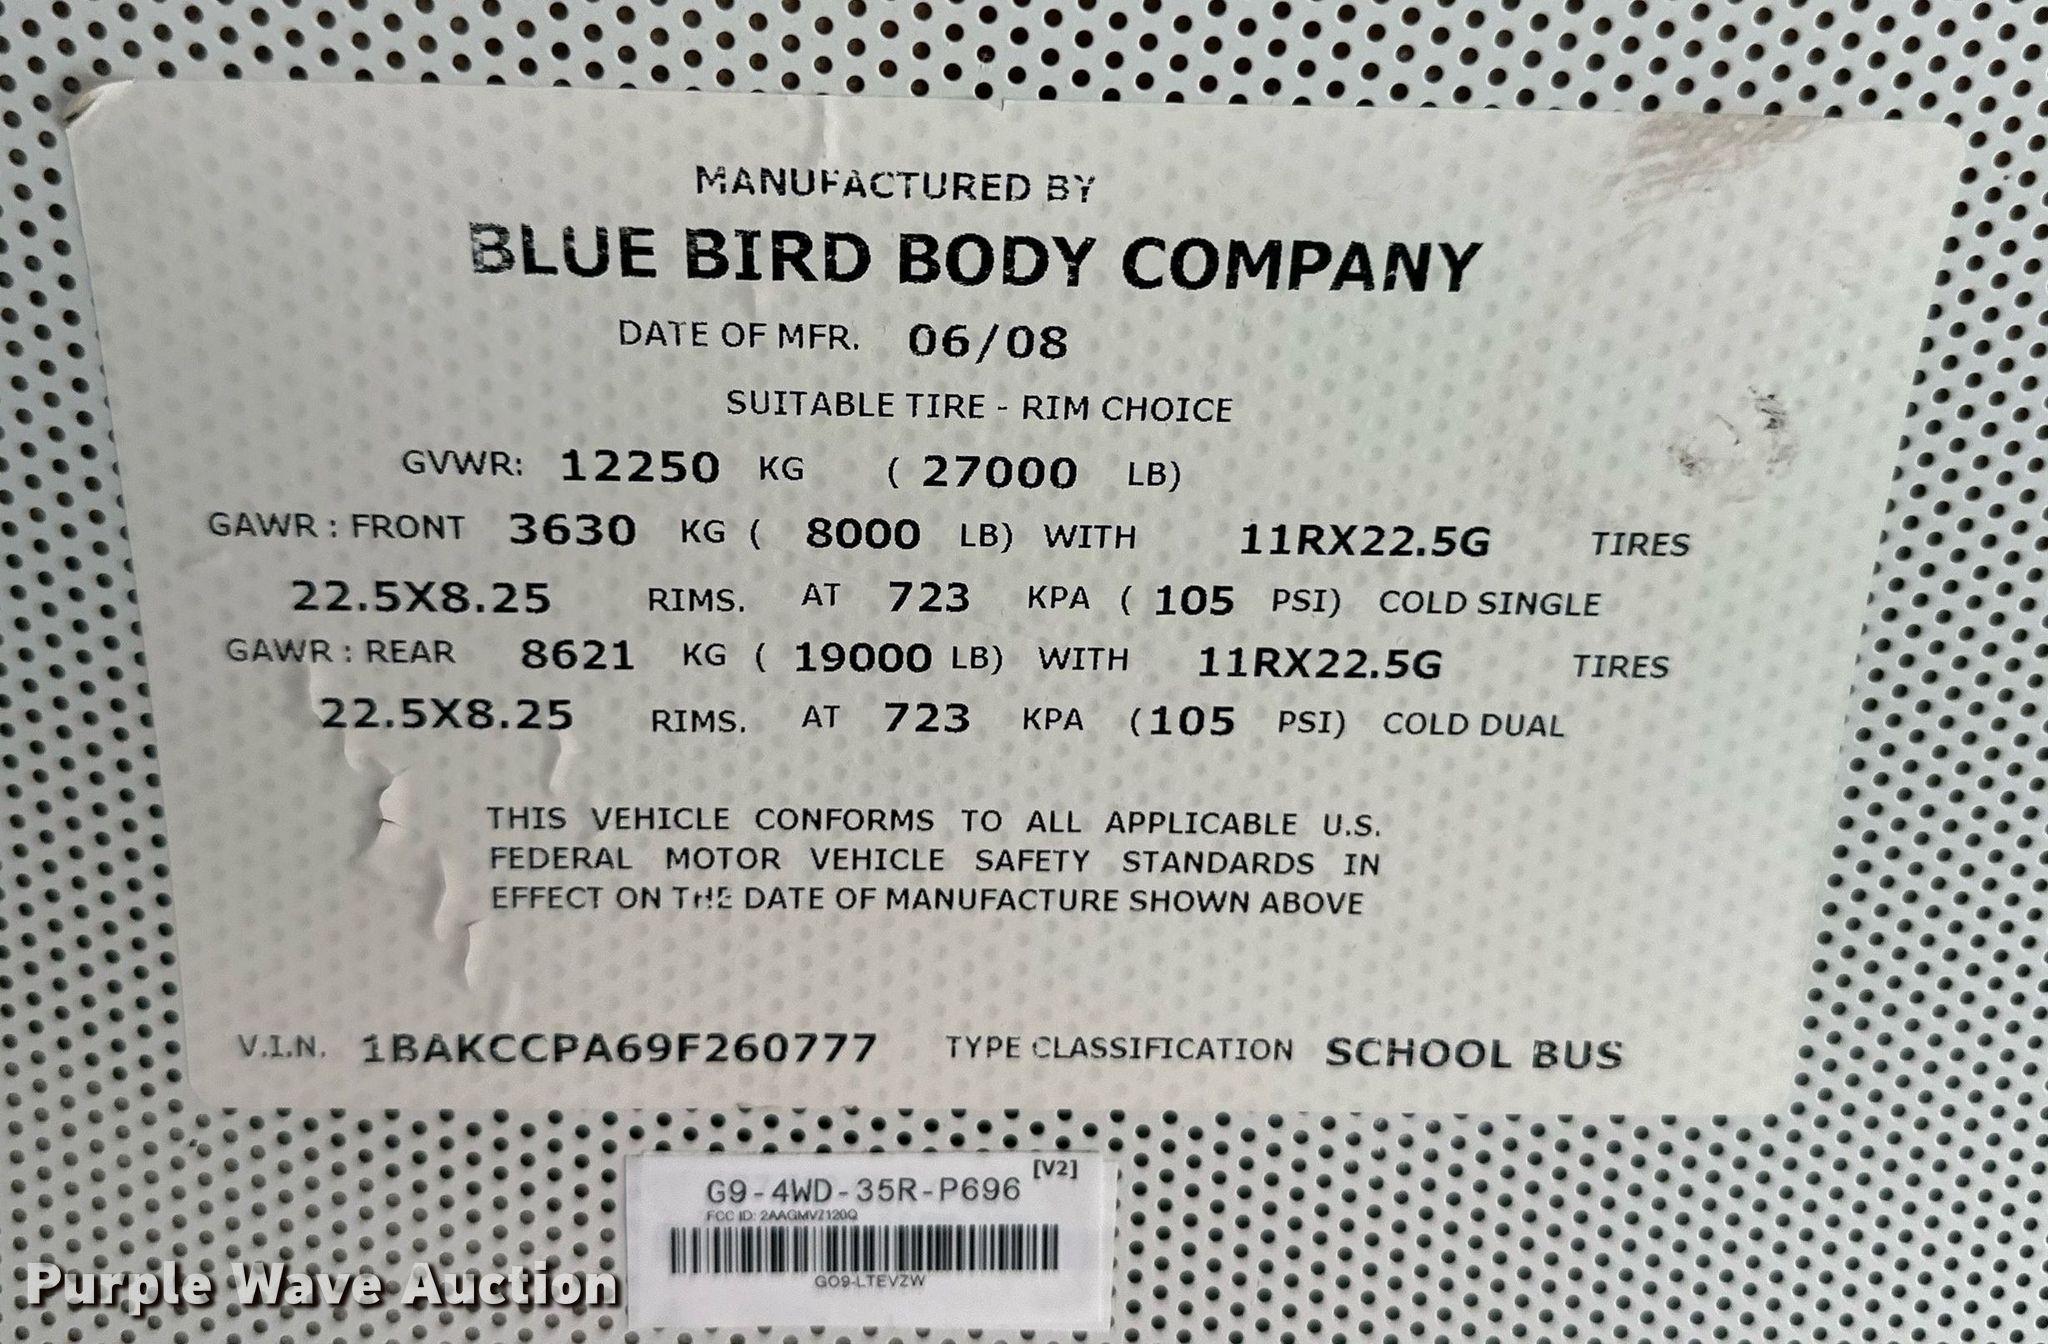 MANUFACTURED BY
BLUE BIRD BODY COMPANY
DATE OF MFR. 06/08
SUITABLE TIRE - RIM CHOICE
GVWR: 12250 KG ( 27000 LB)
GAWR : FRONT 3630 KG ( 8000 LB) WITH 11RX22.5G TIRES
22.5X8.25 RIMS. AT 723 KPA ( 105 PSI) COLD SINGLE
GAWR : REAR 8621 KG ( 19000 LB) WITH 11RX22.5G TIRES
22.5X8.25 RIMS. AT 723 KPA (105 PSI) COLD DUAL
THIS VEHICLE CONFORMS TO ALL APPLICABLE U.S.
FEDERAL MOTOR VEHICLE SAFETY STANDARDS IN
EFFECT ON THE DATE OF MANUFACTURE SHOWN ABOVE
V.I.N. 1BAKCCPA69F260777 TYPE CLASSIFICATION SCHOOL BUS
[V2]
G9-4WD-35R-P696
FCC ID: 2AAGMVZ120Q
GO9-LTEVZW
Purple Wave Auction